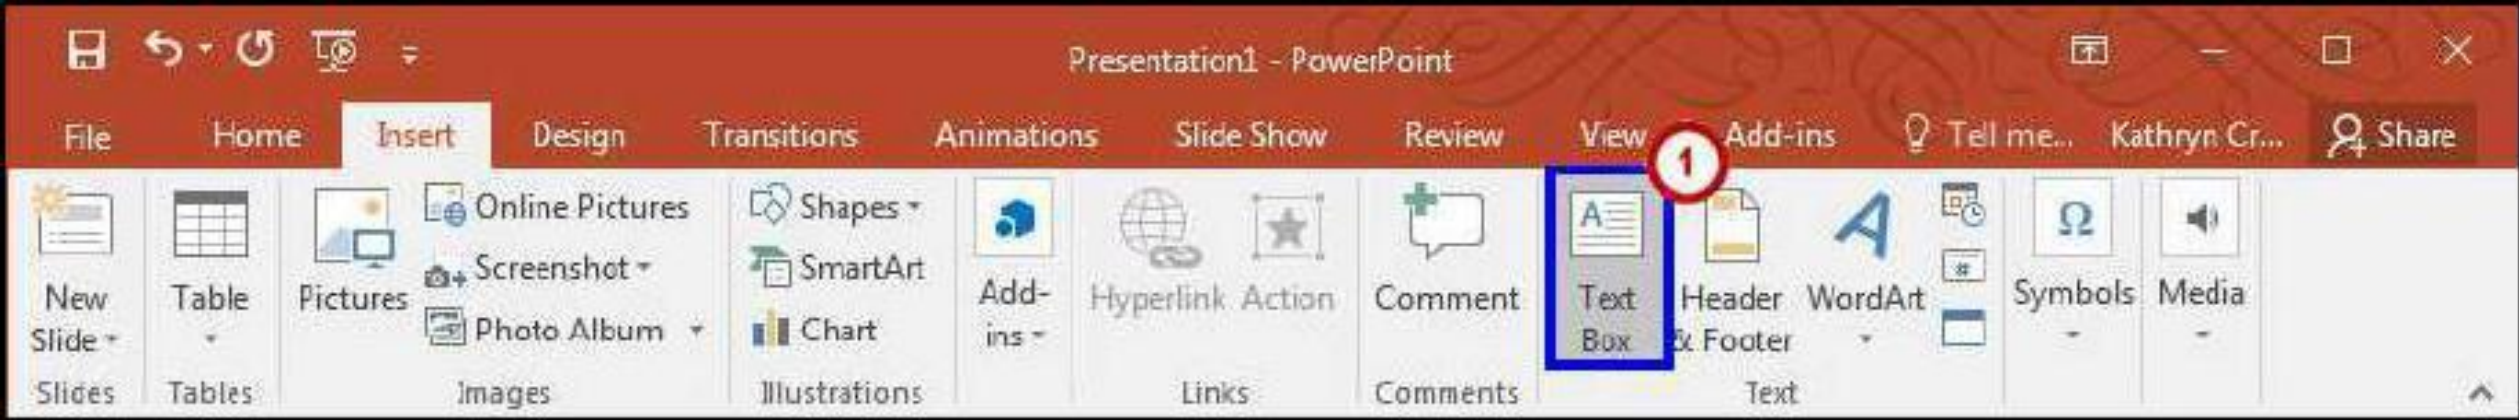 Presentation1 - PowerPoint
File Home Insert Design Transitions Animations Slide Show Review View Add-ins Tell me... Kathryn Cr... Share
1
New Slide
Table
Pictures
Online Pictures
Screenshot
Photo Album
Shapes
SmartArt
Chart
Add-
ins
Hyperlink
Action
Comment
A
Text
Box
Header
& Footer
A
WordArt
#
Ω
Symbols
Media
Slides Tables Images Illustrations Links Comments Text